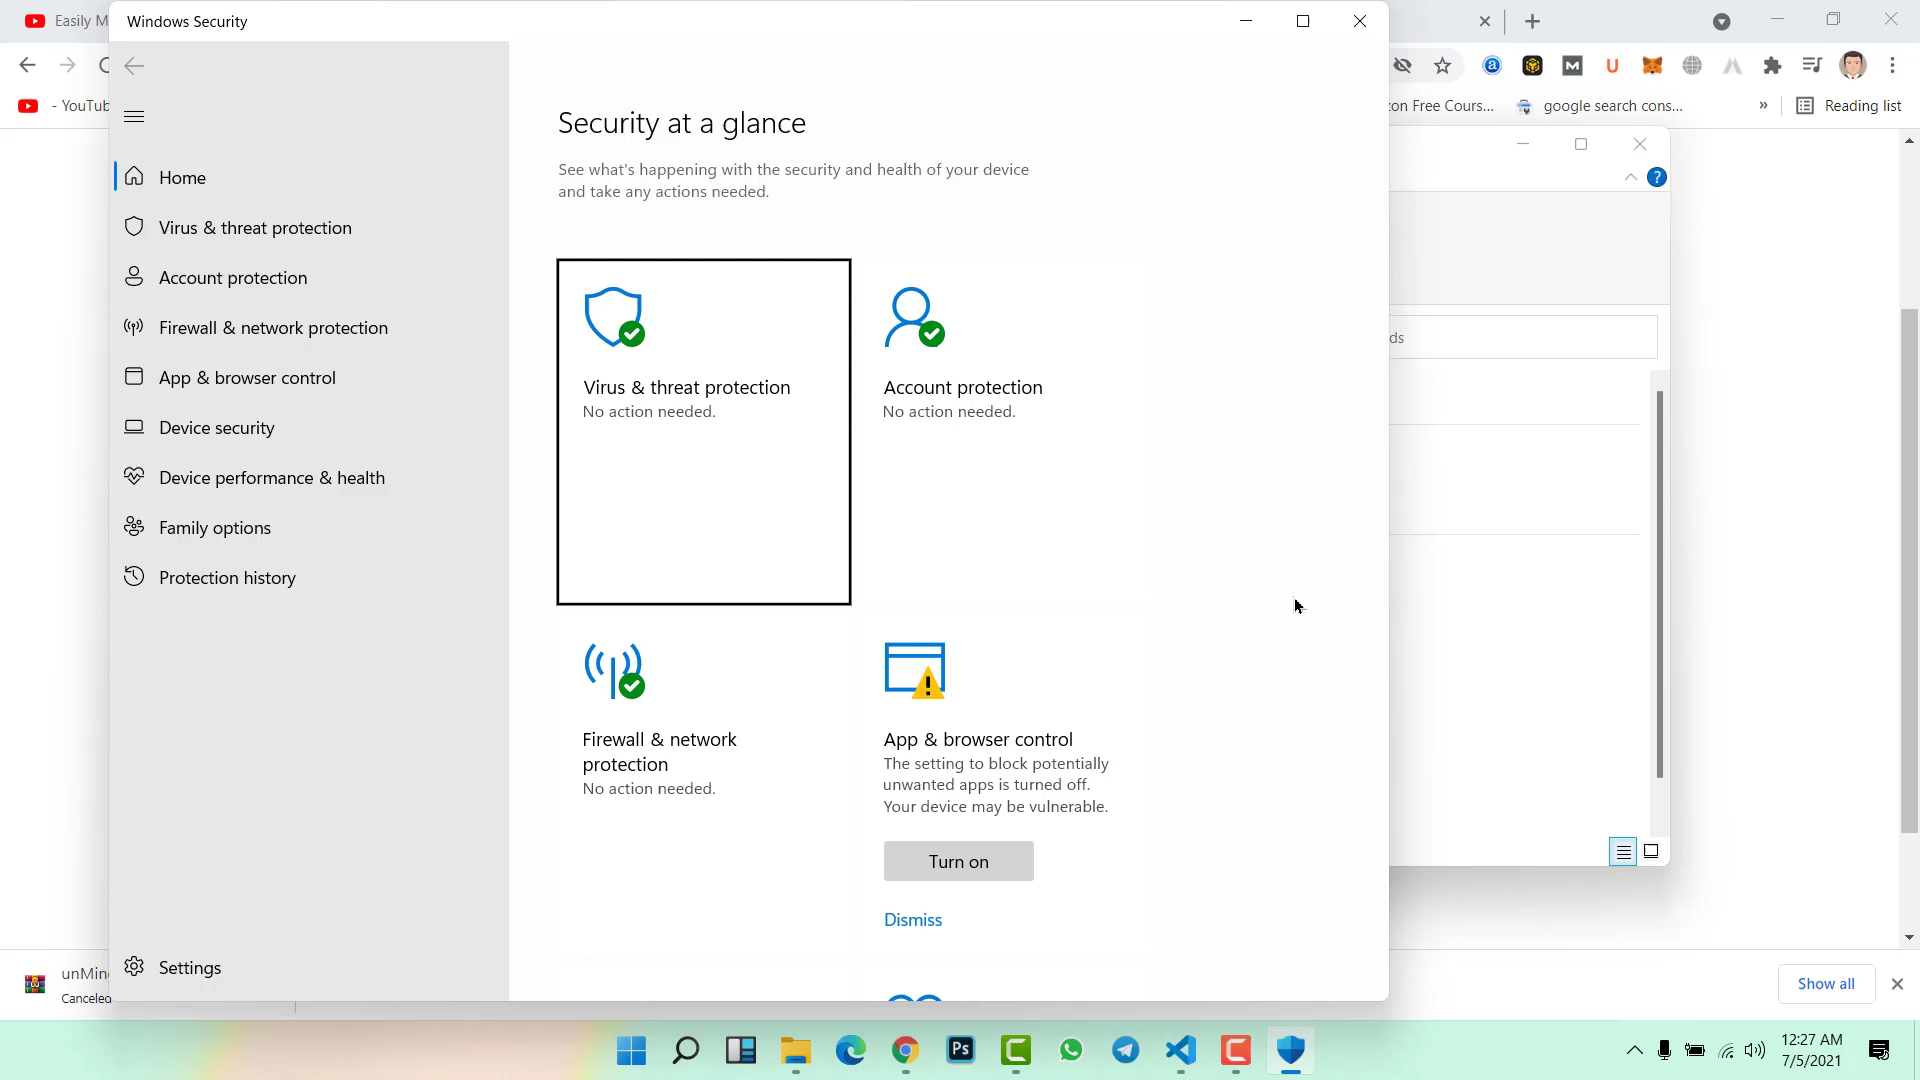 Easily M
Windows Security
- YouTub
zon Free Cours...
google search cons...
»
Reading list
Home
Virus & threat protection
Account protection
Firewall & network protection
App & browser control
Device security
Device performance & health
Family options
Protection history
Settings
Security at a glance
See what's happening with the security and health of your device
and take any actions needed.
Virus & threat protection
No action needed.
Account protection
No action needed.
Firewall & network
protection
No action needed.
App & browser control
The setting to block potentially
unwanted apps is turned off.
Your device may be vulnerable.
Turn on
Dismiss
ds
unMine
Canceled
Show all
Ps
12:27 AM
7/5/2021